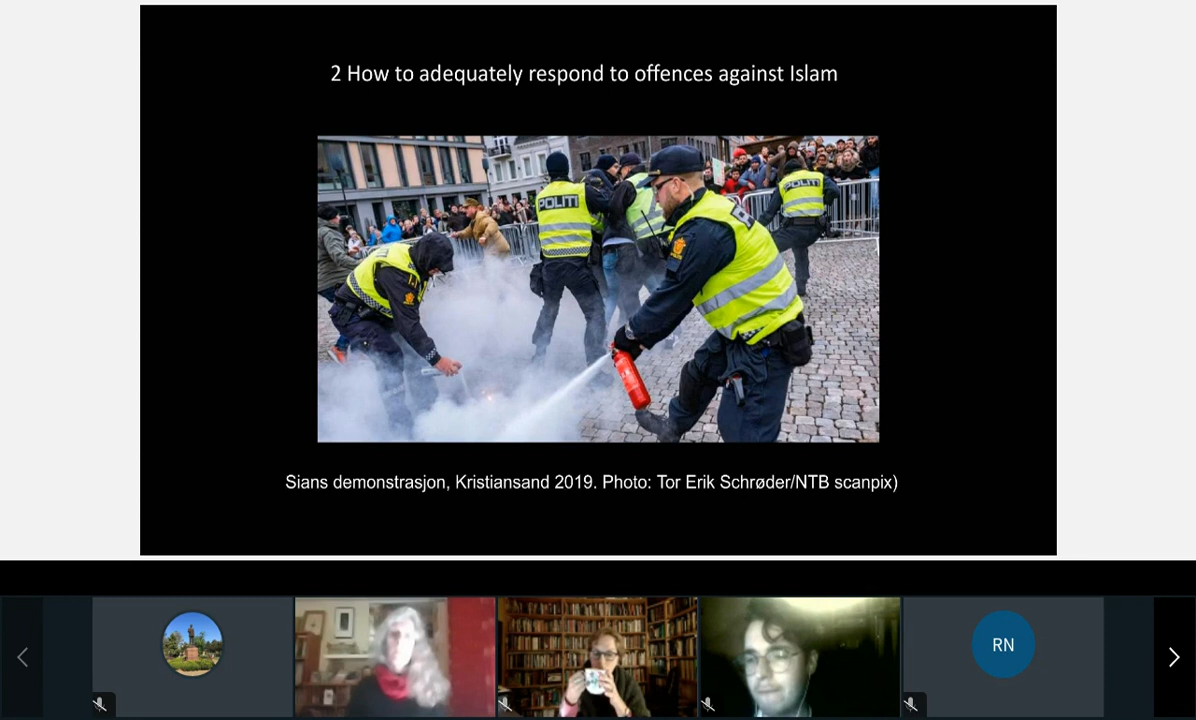 2 How to adequately respond to offences against Islam
POLITI
POLITI
Sians demonstrasjon, Kristiansand 2019. Photo: Tor Erik Schrøder/NTB scanpix)
RN